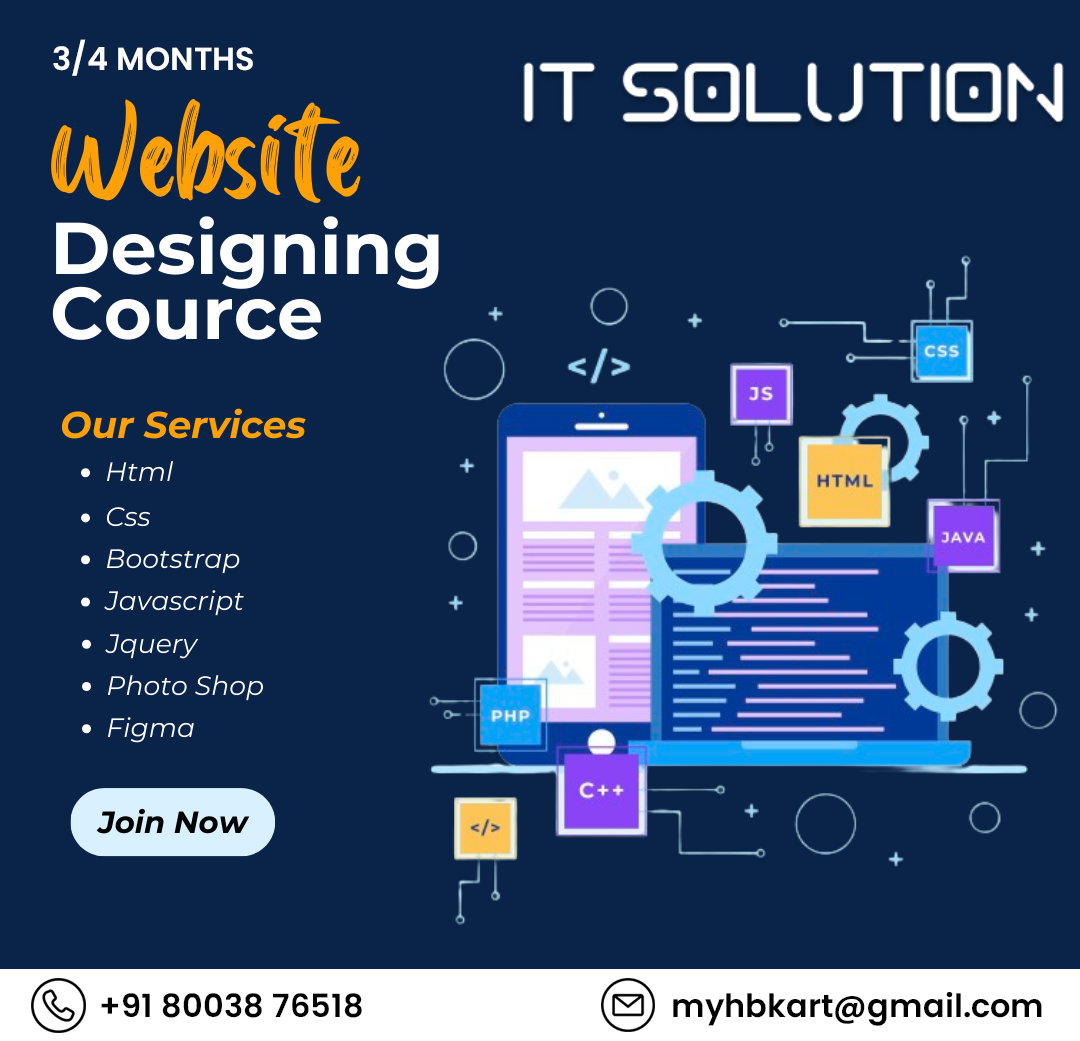 3/4 MONTHS
IT SOLUTION
Website
Designing
Cource
Our Services
Html
Css
Bootstrap
Javascript
Jquery
Photo Shop
Figma
Join Now
</>
CSS
JS
HTML
JAVA
PHP
C++
</>
+91 80038 76518
myhbkart@gmail.com